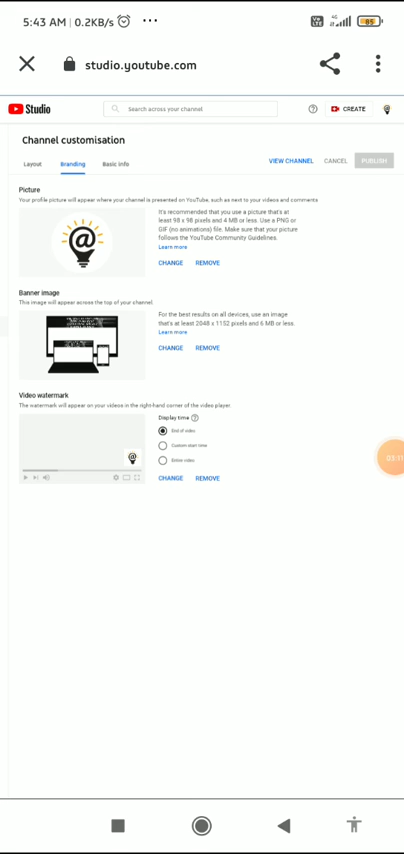 5:43 AM | 0.2KB/s
Vo LTE 4G 85
studio.youtube.com
Studio
Search across your channel
CREATE
Channel customisation
Layout Branding Basic info
VIEW CHANNEL CANCEL PUBLISH
Picture
Your profile picture will appear where your channel is presented on YouTube, such as next to your videos and comments
@
It's recommended that you use a picture that's at
least 98 x 98 pixels and 4 MB or less. Use a PNG or
GIF (no animations) file. Make sure that your picture
follows the YouTube Community Guidelines.
Learn more
CHANGE REMOVE
Banner image
This image will appear across the top of your channel.
For the best results on all devices, use an image
that's at least 2048 x 1152 pixels and 6 MB or less.
Learn more
CHANGE REMOVE
Video watermark
The watermark will appear on your videos in the right-hand corner of the video player.
Display time
End of video
Custom start time
Entire video
@
CHANGE REMOVE
03:11